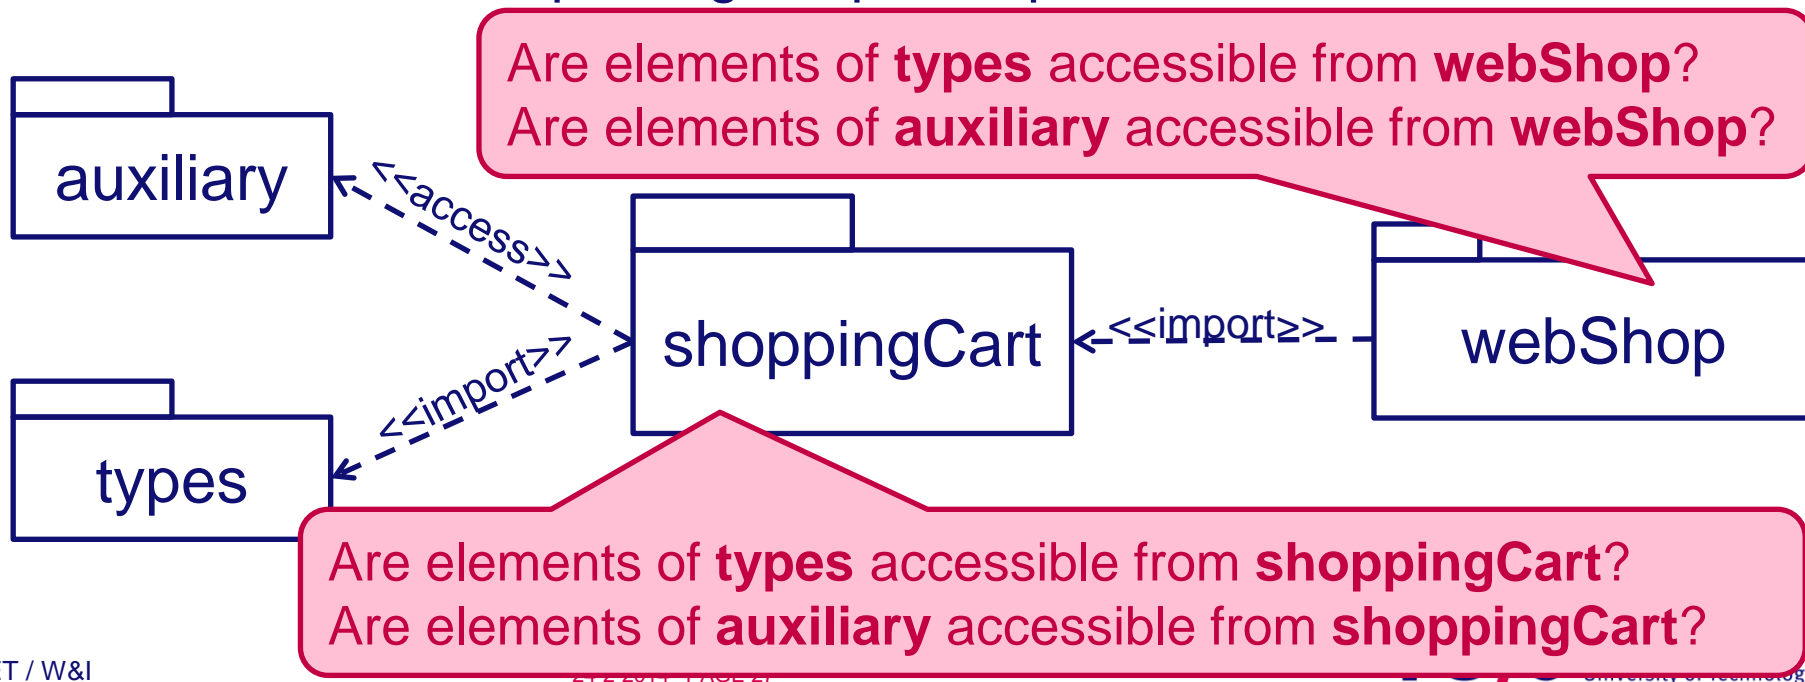 Are elements of types accessible from webShop?
Are elements of auxiliary accessible from webShop?
auxiliary
<<access>>
shoppingCart
<<import>>
webShop
<<import>>
types
Are elements of types accessible from shoppingCart?
Are elements of auxiliary accessible from shoppingCart?
/ W&I